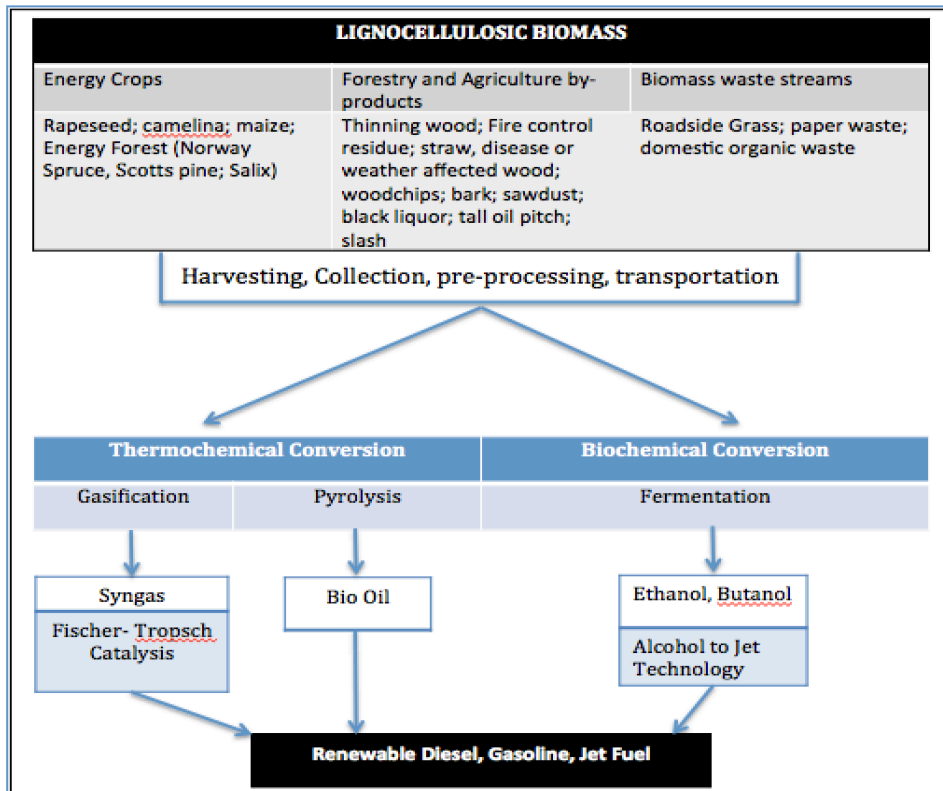 LIGNOCELLULOSIC BIOMASS
Energy Crops
Forestry and Agriculture by-
products
Biomass waste streams
Rapeseed; camelina; maize;
Energy Forest (Norway
Spruce, Scotts pine; Salix)
Thinning wood; Fire control
residue; straw, disease or
weather affected wood;
woodchips; bark; sawdust;
black liquor; tall oil pitch;
slash
Roadside Grass; paper waste;
domestic organic waste
Harvesting, Collection, pre-processing, transportation
Thermochemical Conversion
Biochemical Conversion
Gasification
Pyrolysis
Fermentation
Syngas
Fischer- Tropsch
Catalysis
Bio Oil
Ethanol, Butanol
Alcohol to Jet
Technology
Renewable Diesel, Gasoline, Jet Fuel